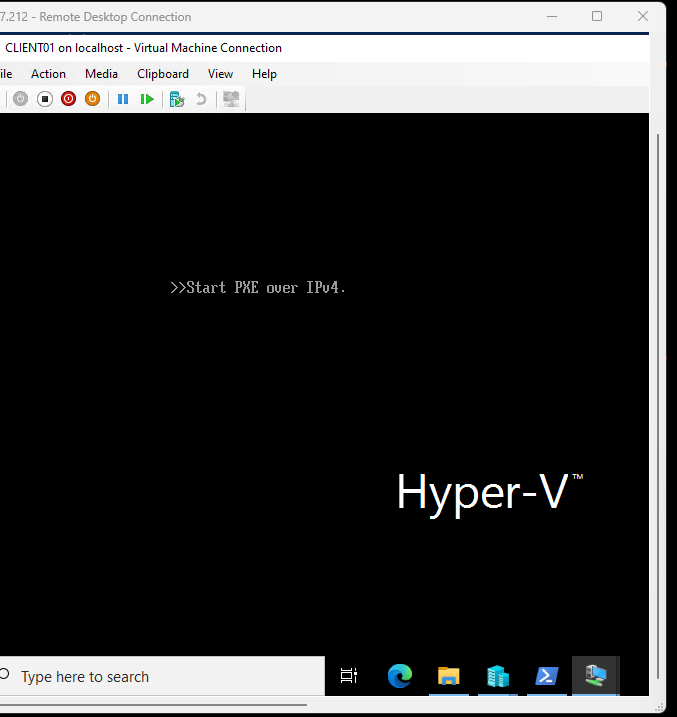 7.212 - Remote Desktop Connection
CLIENT01 on localhost - Virtual Machine Connection
ile Action Media Clipboard View Help
>>Start PXE over IPv4.
Hyper-V™
Type here to search